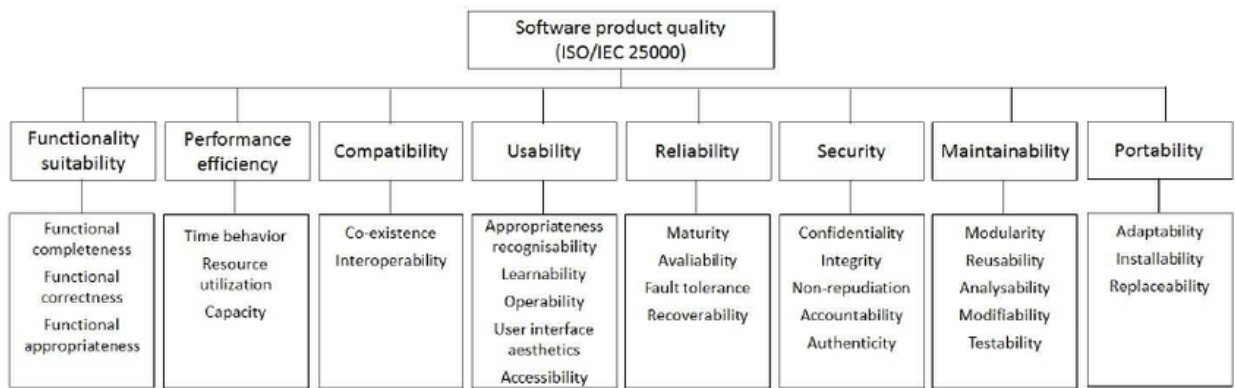 Software product quality
(ISO/IEC 25000)
Functionality
suitability
Performance
efficiency
Compatibility
Usability
Reliability
Security
Maintainability
Portability
Functional
completeness
Functional
correctness
Functional
appropriateness
Time behavior
Resource
utilization
Capacity
Co-existence
Interoperability
Appropriateness
recognisability
Learnability
Operability
User interface
aesthetics
Accessibility
Maturity
Avaliability
Fault tolerance
Recoverability
Confidentiality
Integrity
Non-repudiation
Accountability
Authenticity
Modularity
Reusability
Analysability
Modifiability
Testability
Adaptability
Installability
Replaceability